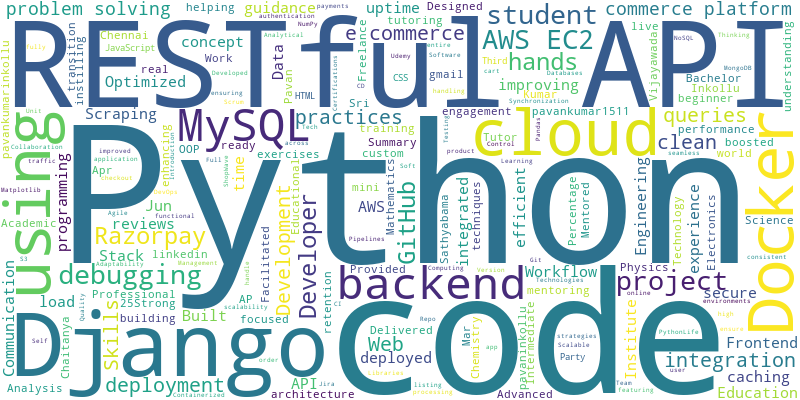 problem solving
helping
guidance
uptime
tutoring
Designed
e commerce
student
commerce platform
authentication
NumPy
payments
RESTful API
AWS EC2
hands
Analytical
Udemy
entire
Software
live
NoSQL
Thinking
MongoDB
transition
instilling
Chennai
JavaScript
concept
Work
real
Optimized
Developed
ensuring
Scrum
HTML
Certifications
Data
Pavan
Freelance
CSS
Sri
cart
gmail
Third
Kumar
improving
Databases
Synchronization
Vijayawada
Bachelor
Inkollu
beginner
understanding
pavankumarinkollu
Scraping
MySQL
practices
engagement
pavankumar1511
queries
Unit
Collaboration
OOP
enhancing
training
custom
Tutor
cloud
clean
performance
boosted
world
using
programming
Tech
improved
application
introduction
Full
ready
exercises
across
Summary
Control
Learning
Pandas
product
seamless
Python
Docker
traffic
Matplotlib
Apr
time
mini
AWS
GitHub
Mathematics
Sathyabama
integrated
techniques
efficient
Percentage
Mentored
Engineering
experience
Electronics
Technology
Science
consistent
Academic
Jun
reviews
Razorpay
Stack
linkedin
Agile
functional
Development
Developer
Educational
Facilitated
Pipelines
Computing
Version
Git
Workflow
Technologies
mentoring
Physics
Communication
debugging
backend
project
Professional
25Strong
AP
scalability
Provided
load
Skills
Built
building
focused
retention
Delivered
Web
deployed
Mar
Chemistry
Repo
pavaninkollu
Intermediate
PythonLife
strategies
Scalable
Party
Institute
online
secure
environments
Frontend
integration
caching
Chaitanya
Quality
Self
Django
code
order
Containerized
API
Jira
Libraries
app
listing
processing
Team
featuring
user
high
Analysis
deployment
architecture
Advanced
Education